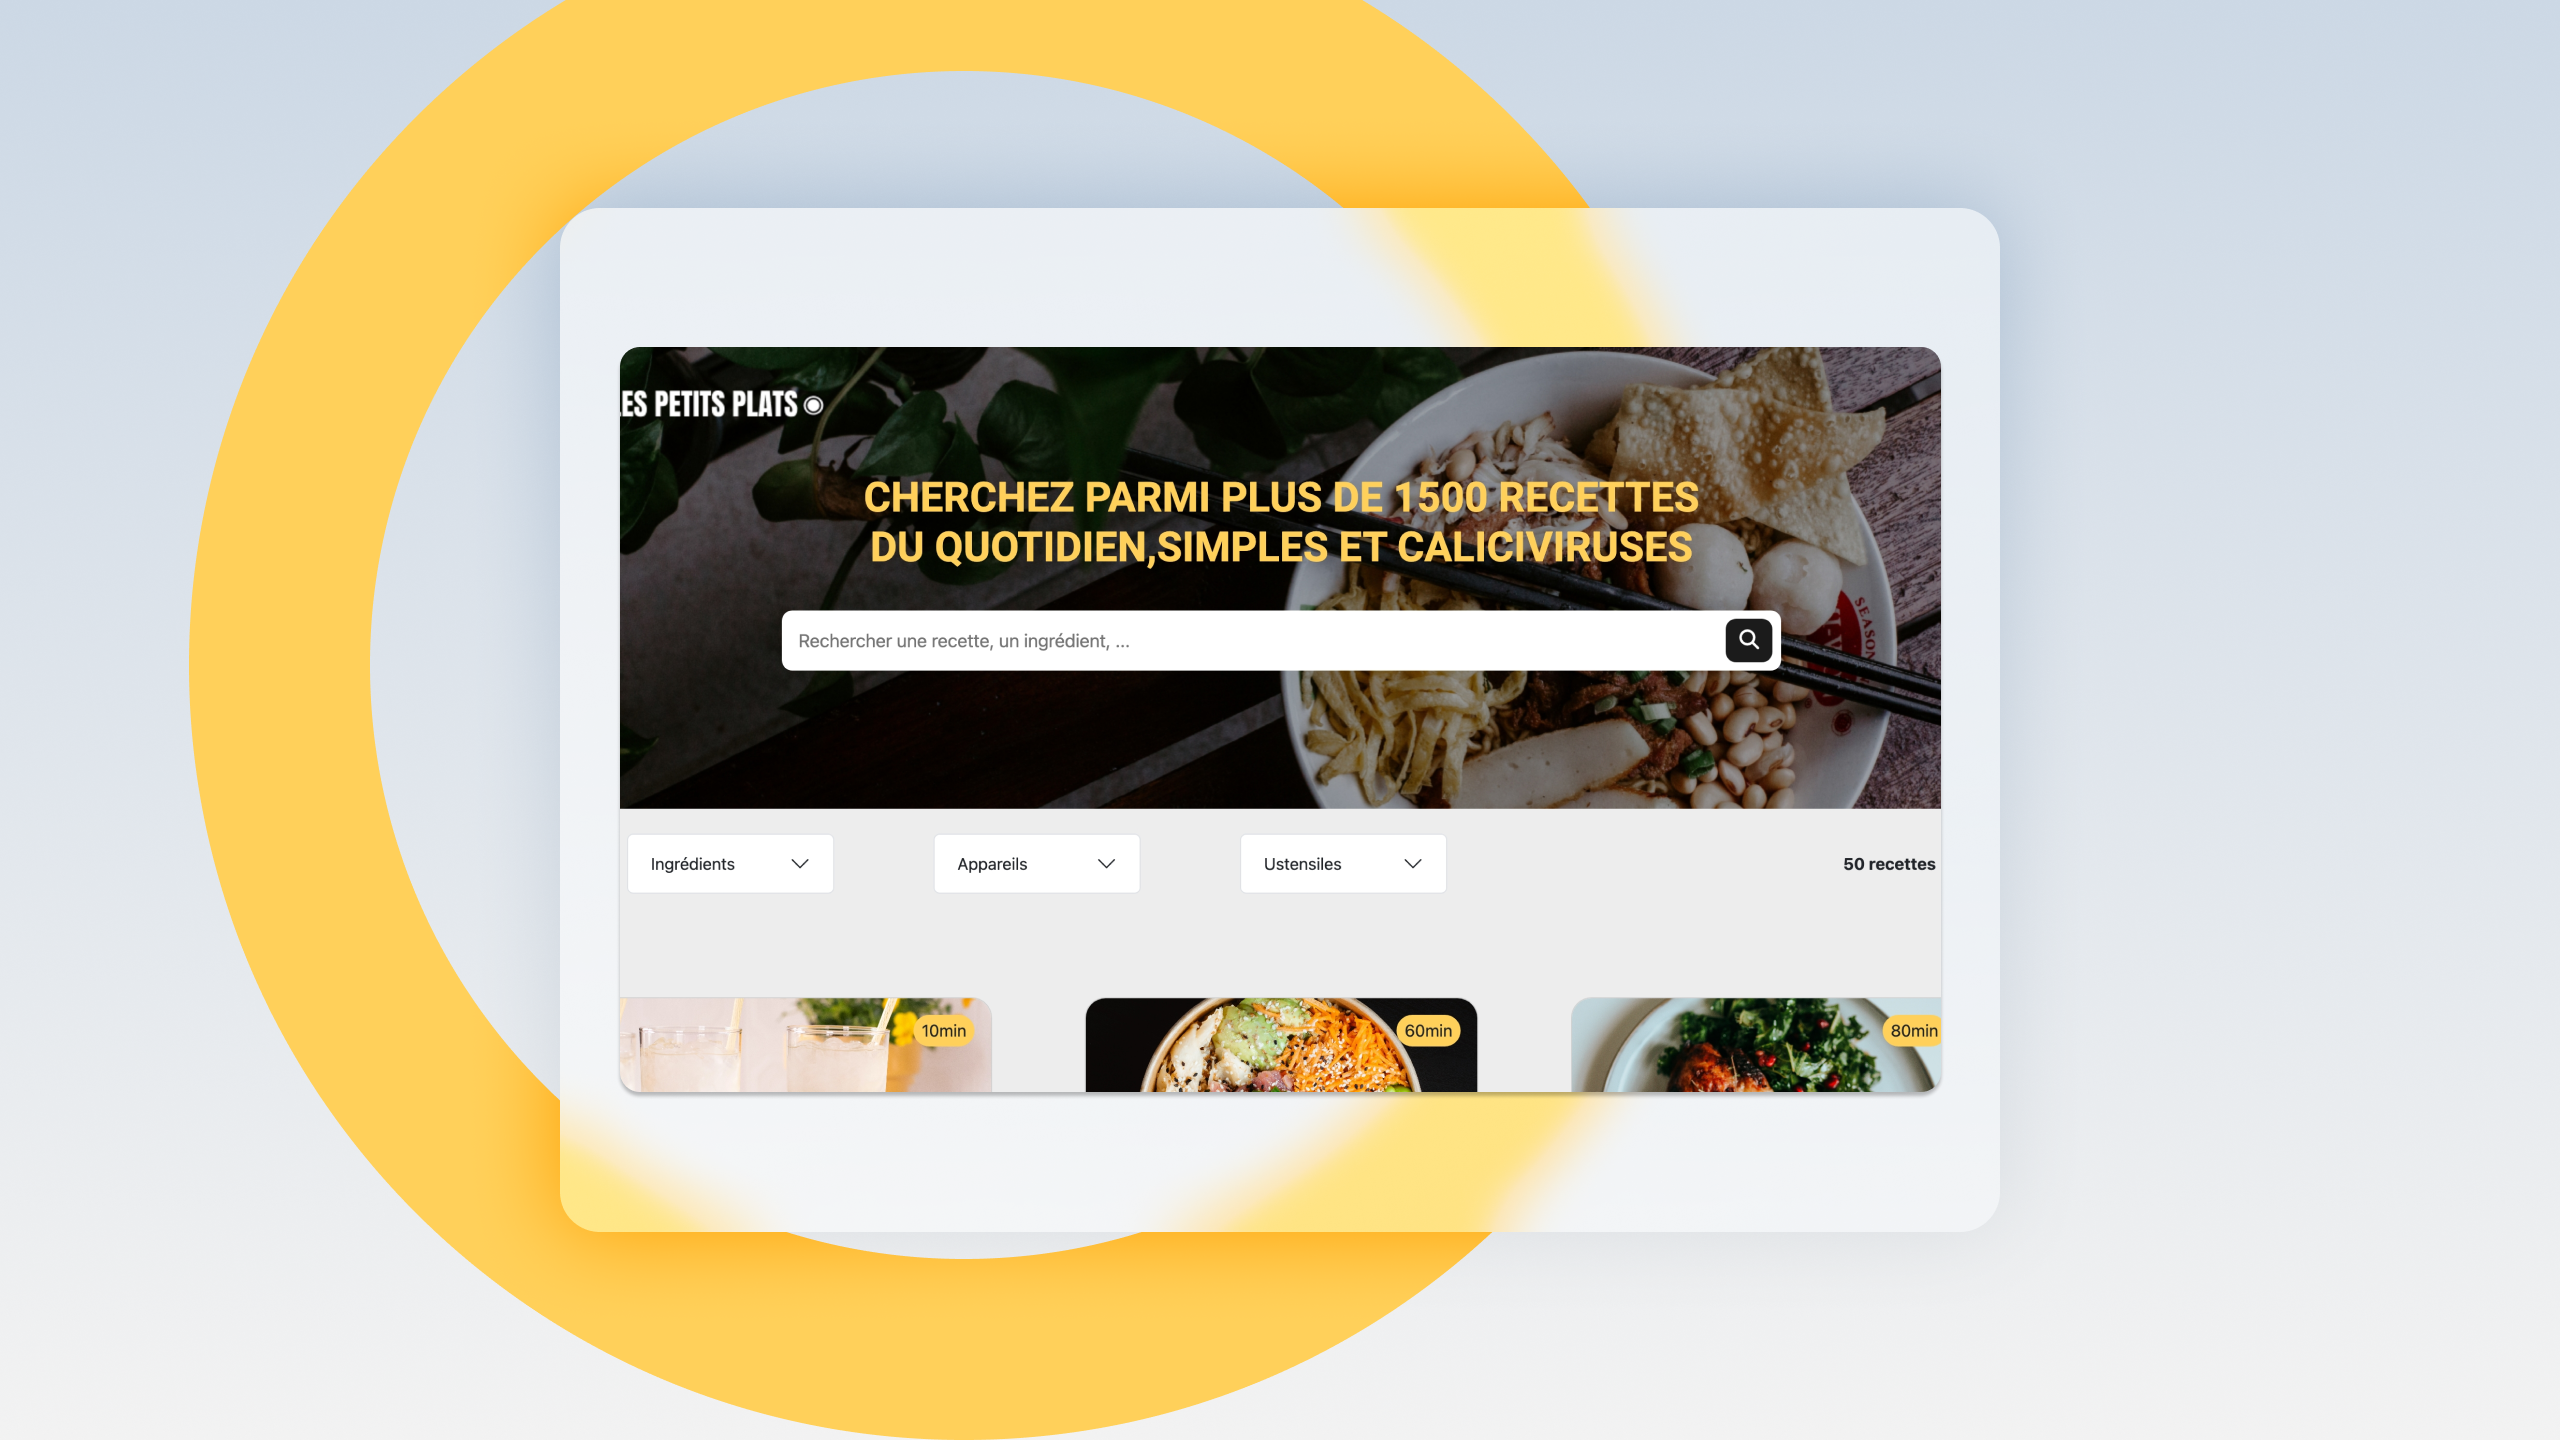 LES PETITS PLATS
CHERCHEZ PARMI PLUS DE 1500 RECETTES
DU QUOTIDIEN,SIMPLES ET CALICIVIRUSES
Rechercher une recette, un ingrédient, ...
Ingrédients
Appareils
Ustensiles
50 recettes
10min
60min
80min